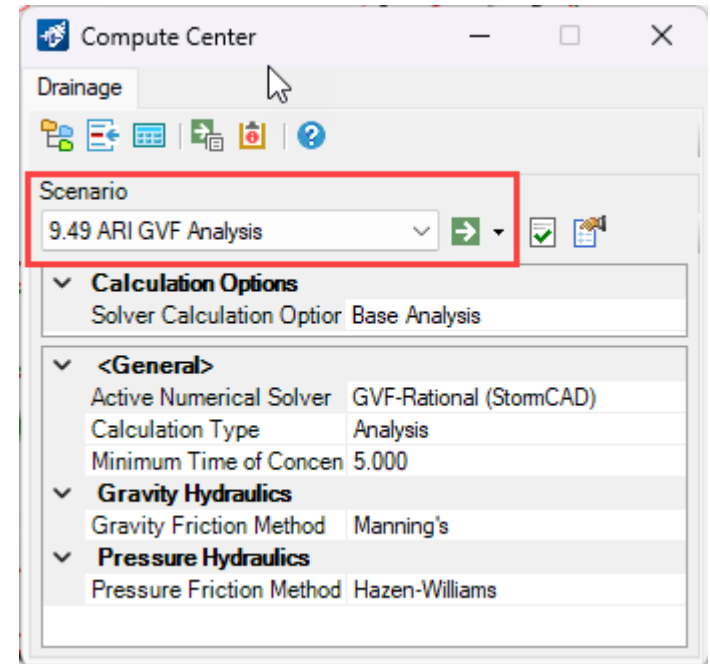 Compute Center
Drainage
Scenario
9.49 ARI GVF Analysis
Calculation Options
Solver Calculation Optior Base Analysis
<General>
Active Numerical Solver GVF-Rational (StormCAD)
Calculation Type Analysis
Minimum Time of Concen 5.000
Gravity Hydraulics
Gravity Friction Method Manning's
Pressure Hydraulics
Pressure Friction Method Hazen-Williams